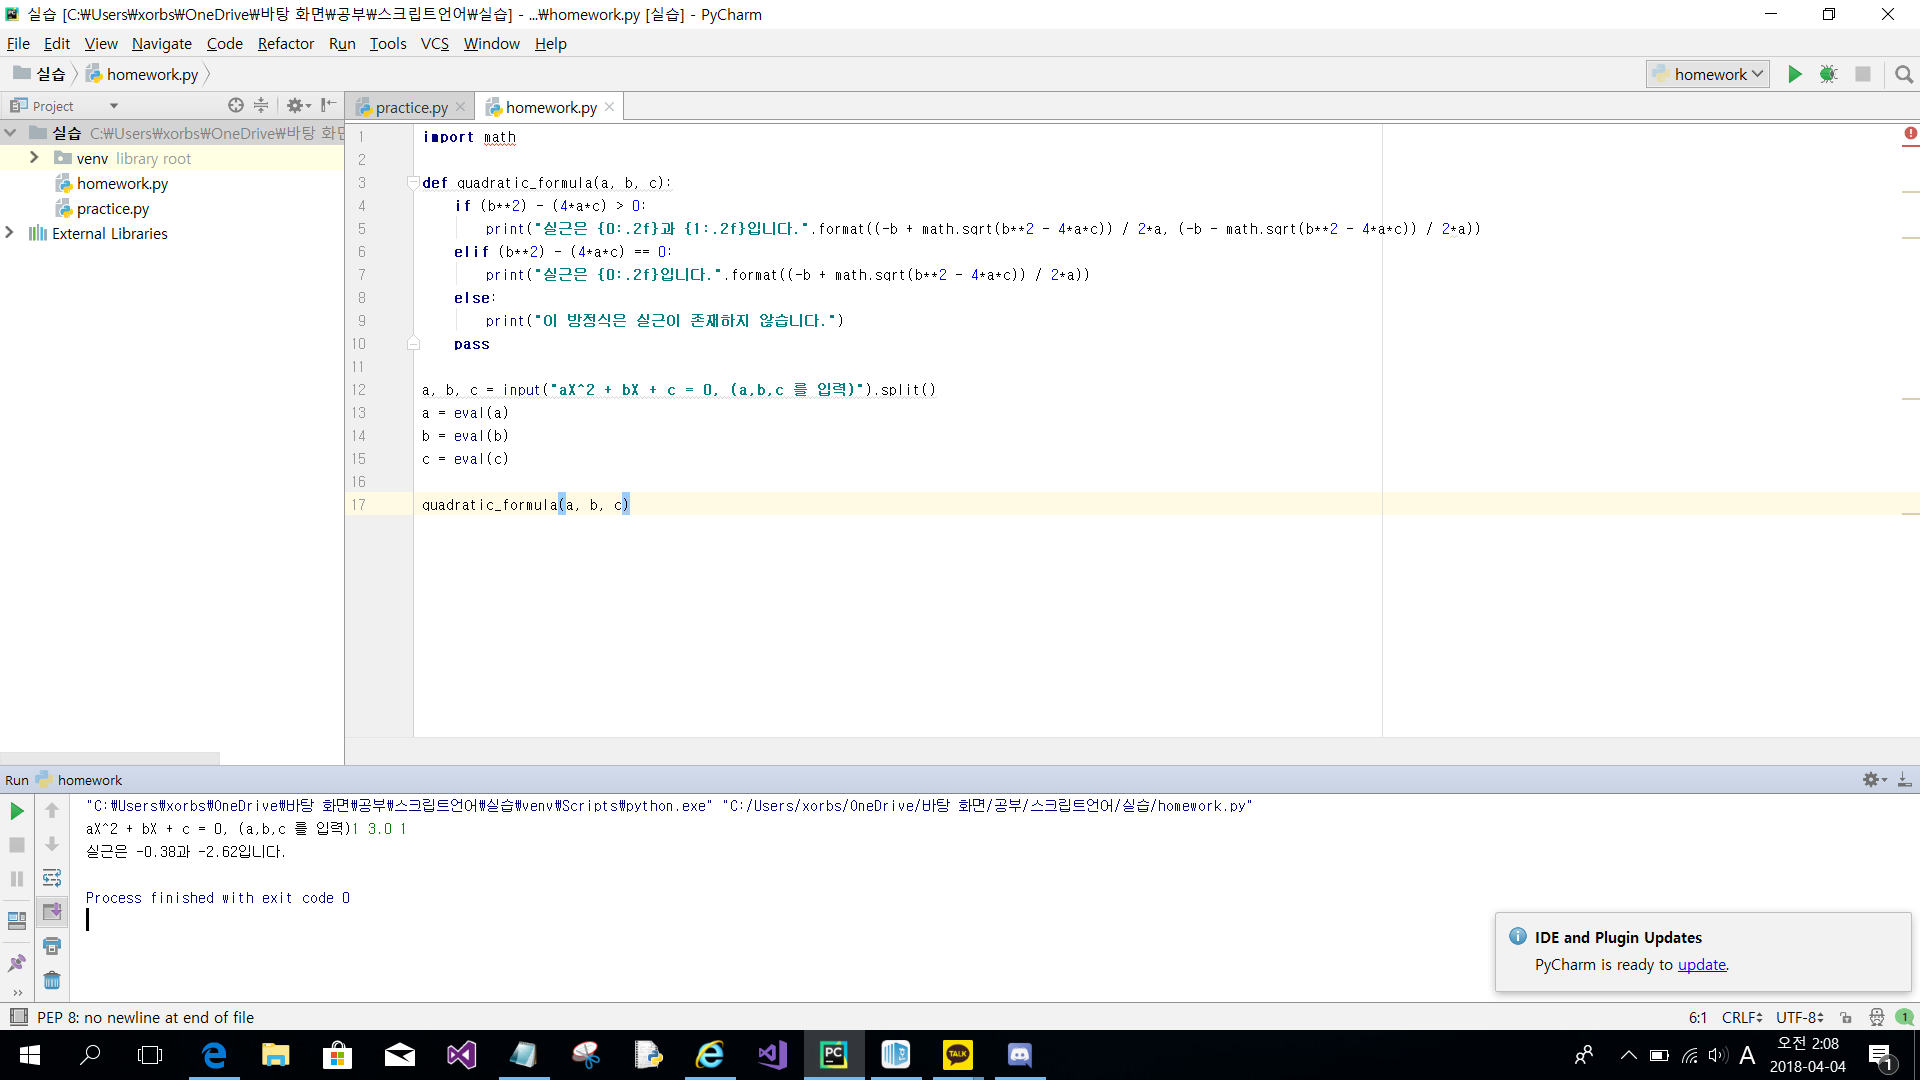 실습 [C:₩Users₩xorbs₩OneDrive₩바탕 화면₩공부₩스크립트언어₩실습] - ...₩homework.py [실습] - PyCharm
File Edit View Navigate Code Refactor Run Tools VCS Window Help
실습 homework.py homework
Project practice.py homework.py
실습 C:₩Users₩xorbs₩OneDrive₩바탕 화면
venv library root
homework.py
practice.py
External Libraries
1 import math
2
3 def quadratic_formula(a, b, c):
4 if (b**2) - (4*a*c) > 0:
5 print("실근은 {0:.2f}과 {1:.2f}입니다.".format((-b + math.sqrt(b**2 - 4*a*c)) / 2*a, (-b - math.sqrt(b**2 - 4*a*c)) / 2*a))
6 elif (b**2) - (4*a*c) == 0:
7 print("실근은 {0:.2f}입니다.".format((-b + math.sqrt(b**2 - 4*a*c)) / 2*a))
8 else:
9 print("이 방정식은 실근이 존재하지 않습니다.")
10 pass
11
12 a, b, c = input("aX^2 + bX + c = 0, (a,b,c 를 입력)").split()
13 a = eval(a)
14 b = eval(b)
15 c = eval(c)
16
17 quadratic_formula(a, b, c)
Run homework
"C:₩Users₩xorbs₩OneDrive₩바탕 화면₩공부₩스크립트언어₩실습₩venv₩Scripts₩python.exe" "C:/Users/xorbs/OneDrive/바탕 화면/공부/스크립트언어/실습/homework.py"
aX^2 + bX + c = 0, (a,b,c 를 입력)1 3.0 1
실근은 -0.38과 -2.62입니다.
Process finished with exit code 0
IDE and Plugin Updates
PyCharm is ready to update.
PEP 8: no newline at end of file
6:1 CRLF UTF-8 1
PC TALK A
오전 2:08
2018-04-04
1